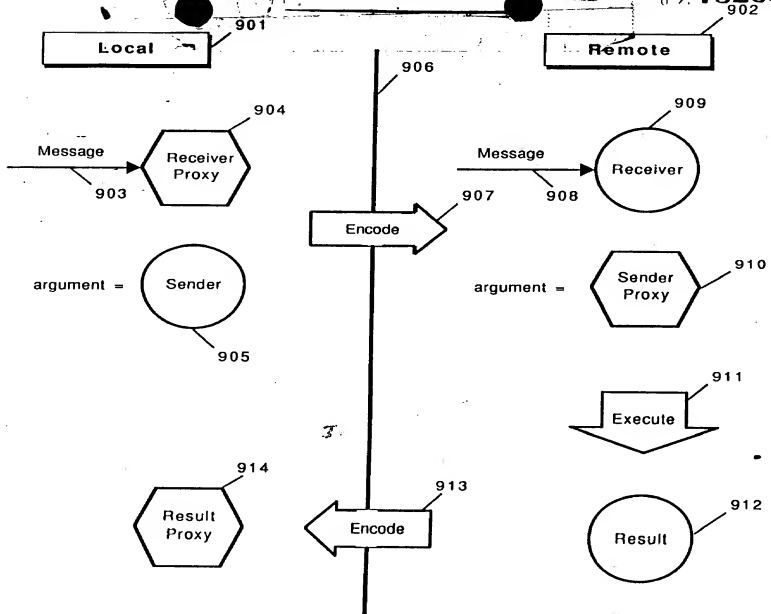 901
902
Local
Remote
906
904
909
Message
Receiver
Proxy
903
Message
Receiver
908
907
Encode
argument =
Sender
905
argument =
Sender
Proxy
910
911
Execute
914
Result
Proxy
913
Encode
912
Result